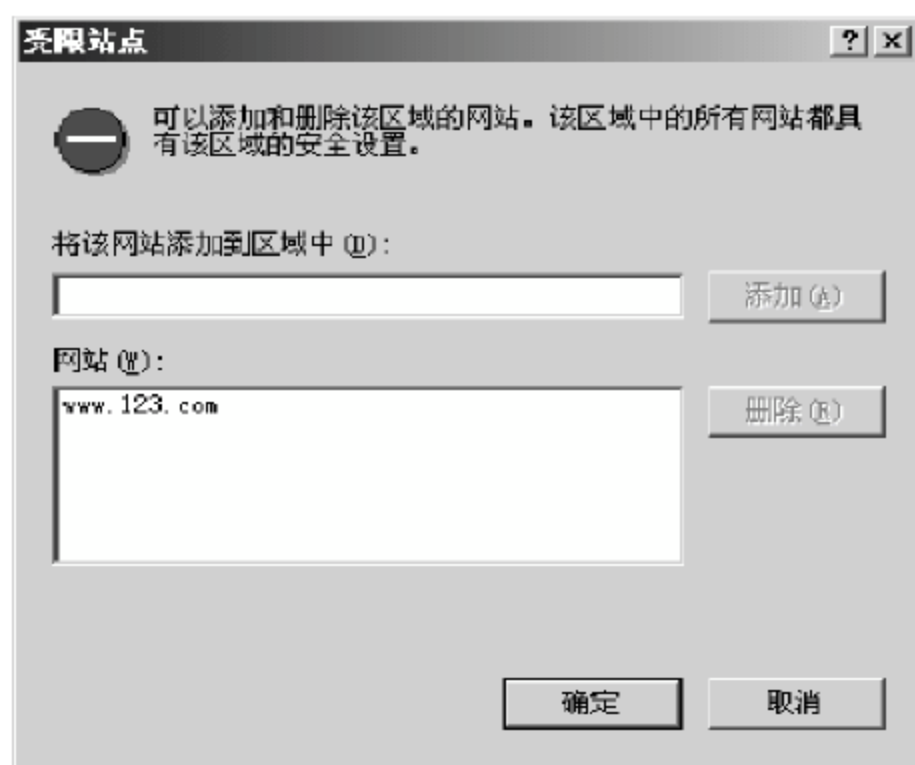 受限站点
可以添加和删除该区域的网站。该区域中的所有网站都具
有该区域的安全设置。
将该网站添加到区域中(D):
添加(A)
网站(W):
www.123.com
删除(R)
确定
取消